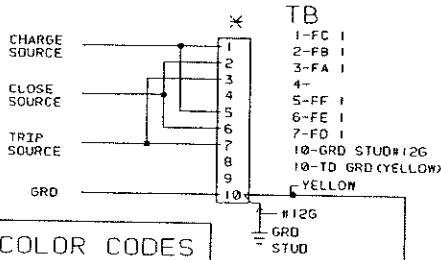 TB
CHARGE
SOURCE
CLOSE
SOURCE
TRIP
SOURCE
GRD
1
2
3
4
5
6
7
8
9
10
1-FC 1
2-FB 1
3-FA 1
4-
5-FF 1
6-FE 1
7-FD 1
10-GRD STUD#12G
10-TD GRD(YELLOW)
YELLOW
#12G
GRD
STUD
COLOR CODES